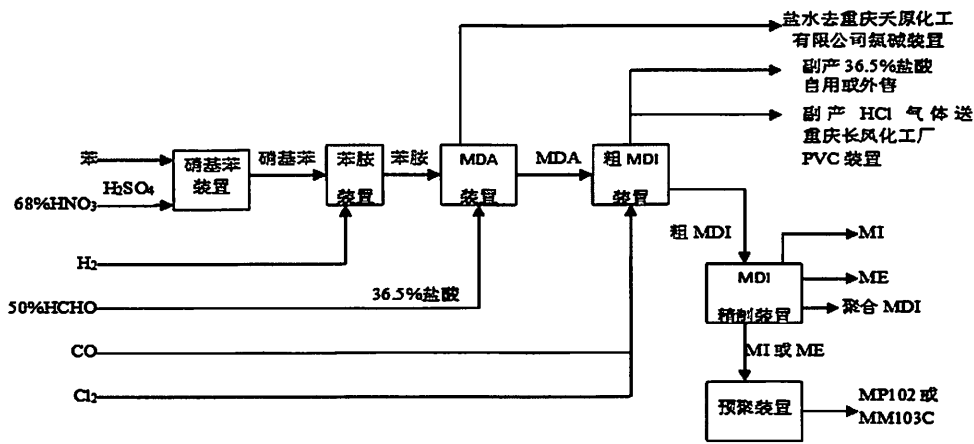 盐水去重庆天原化工
有限公司氯碱装置
副产36.5%盐酸
自用或外售
副产 HCl 气体送
重庆长风化工厂
PVC 装置
苯
68%HNO3
H2SO4
硝基苯
装置
硝基苯
苯胺
装置
苯胺
MDA
装置
MDA
粗 MDI
装置
H2
50%HCHO
36.5%盐酸
CO
Cl2
粗 MDI
MDI
精制装置
MI
ME
聚合 MDI
MI 或 ME
预聚装置
MP102 或
MM103C